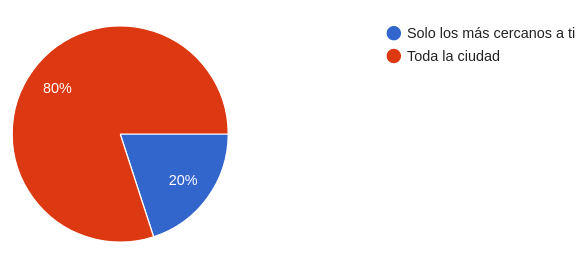 Solo los más cercanos a ti
Toda la ciudad
80%
20%